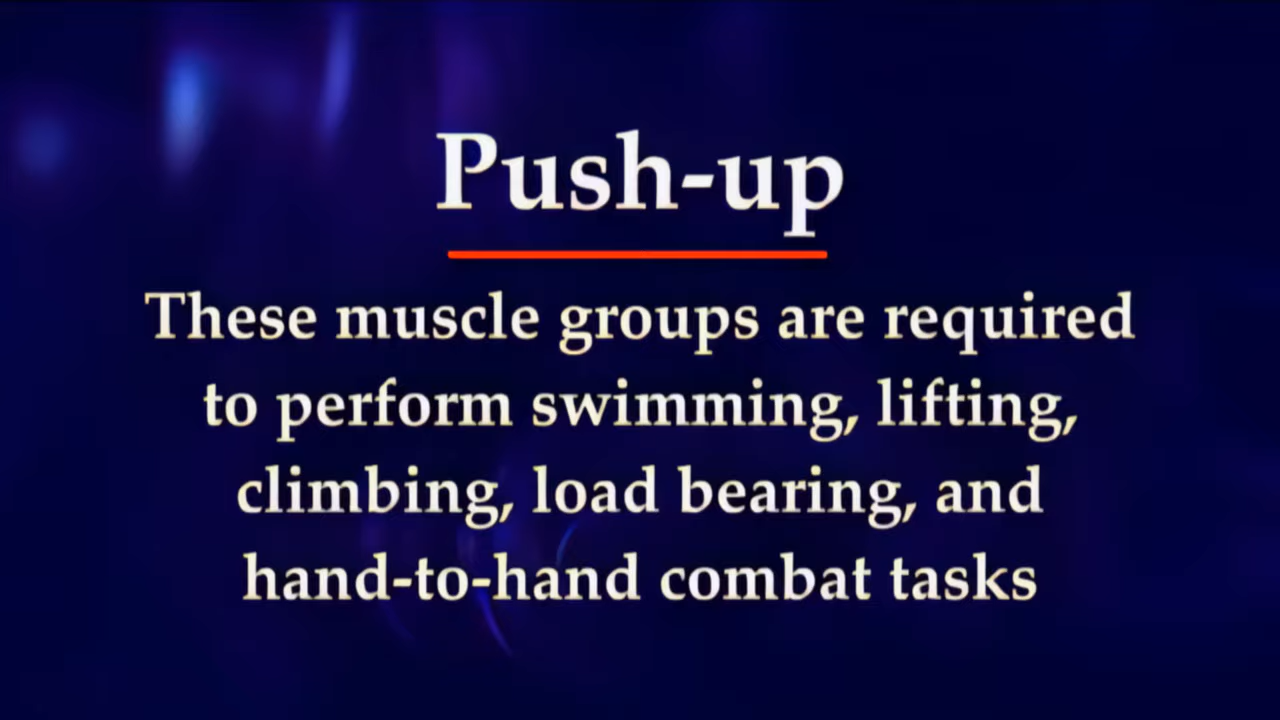 Push-up
These muscle groups are required
to perform swimming, lifting,
climbing, load bearing, and
hand-to-hand combat tasks